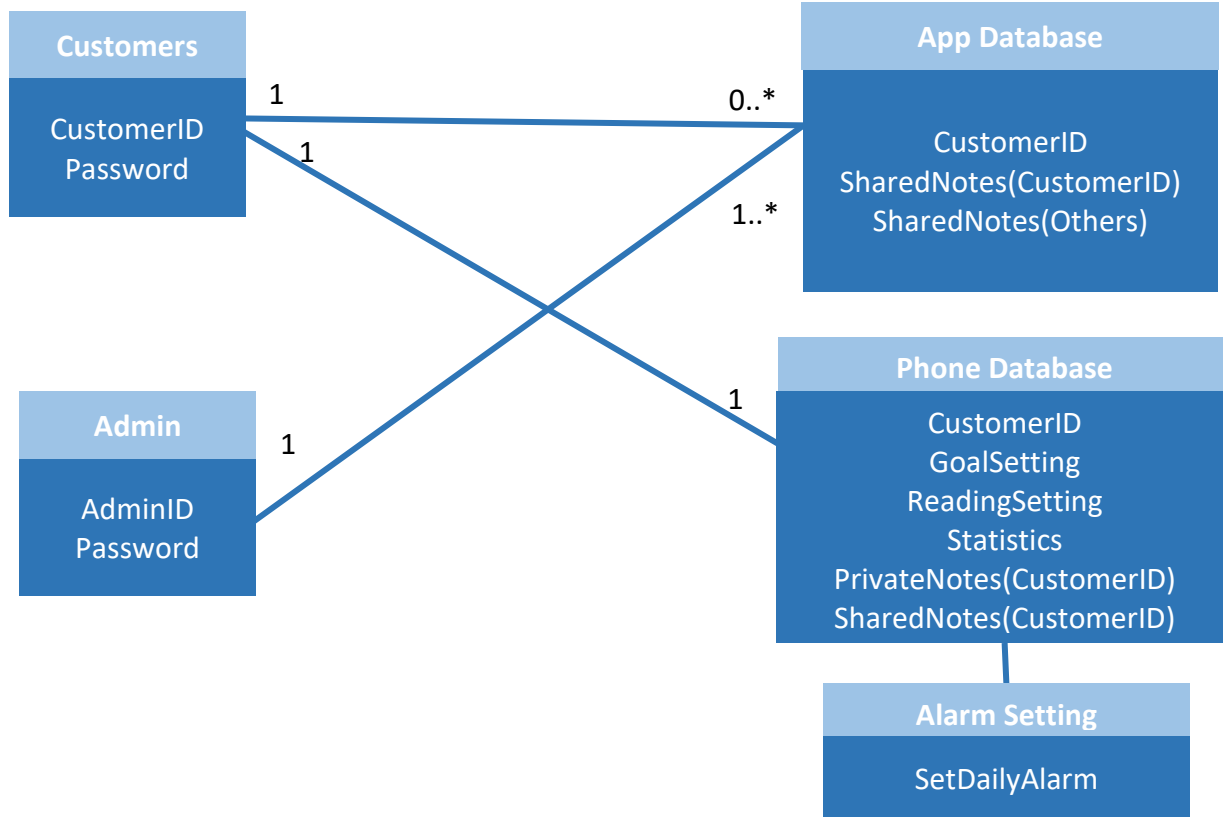 Customers
CustomerID
Password
App Database
CustomerID
SharedNotes(CustomerID)
SharedNotes(Others)
1
0..*
1
1..*
Admin
AdminID
Password
1
1
Phone Database
CustomerID
GoalSetting
ReadingSetting
Statistics
PrivateNotes(CustomerID)
SharedNotes(CustomerID)
Alarm Setting
SetDailyAlarm